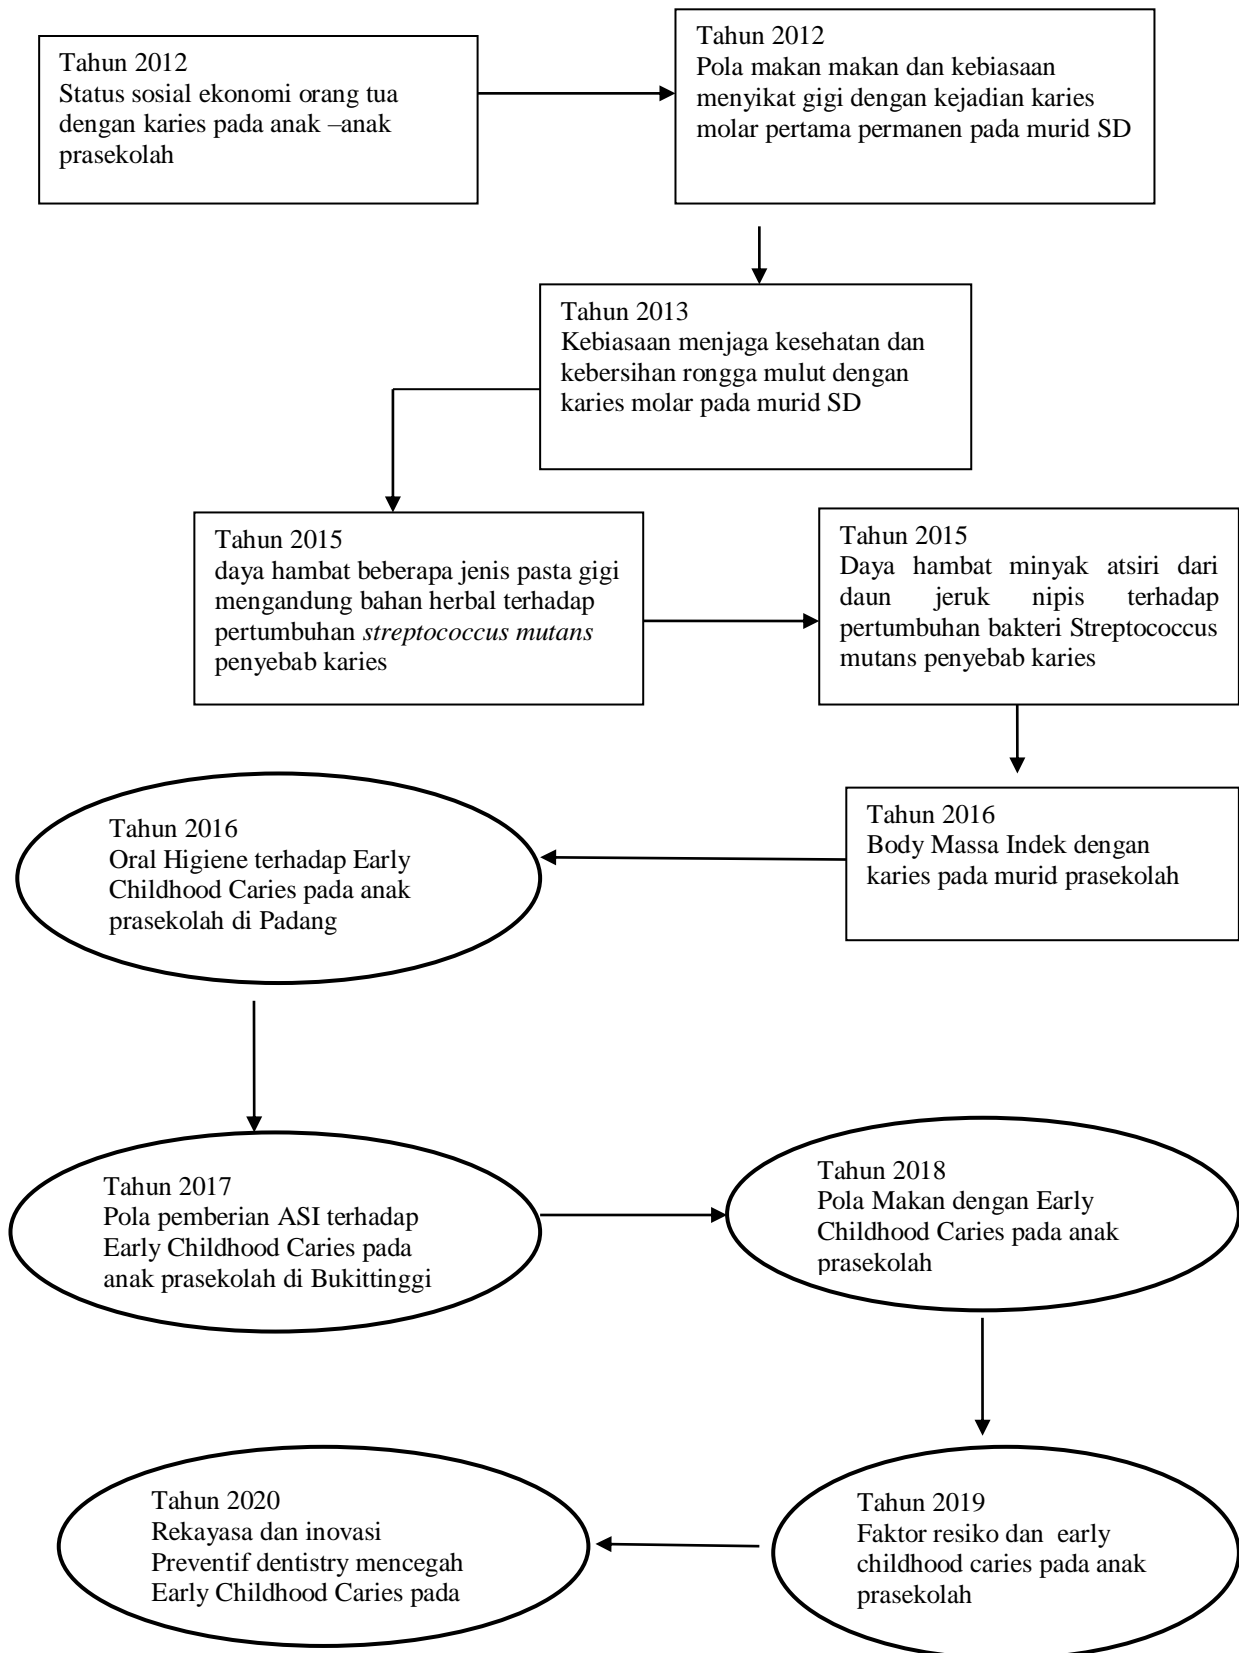 Tahun 2012
Status sosial ekonomi orang tua
dengan karies pada anak –anak
prasekolah
Tahun 2012
Pola makan makan dan kebiasaan
menyikat gigi dengan kejadian karies
molar pertama permanen pada murid SD
Tahun 2013
Kebiasaan menjaga kesehatan dan
kebersihan rongga mulut dengan
karies molar pada murid SD
Tahun 2015
daya hambat beberapa jenis pasta gigi
mengandung bahan herbal terhadap
pertumbuhan streptococcus mutans
penyebab karies
Tahun 2015
Daya hambat minyak atsiri dari
daun jeruk nipis terhadap
pertumbuhan bakteri Streptococcus
mutans penyebab karies
Tahun 2016
Body Massa Indek dengan
karies pada murid prasekolah
Tahun 2016
Oral Higiene terhadap Early
Childhood Caries pada anak
prasekolah di Padang
Tahun 2017
Pola pemberian ASI terhadap
Early Childhood Caries pada
anak prasekolah di Bukittinggi
Tahun 2018
Pola Makan dengan Early
Childhood Caries pada anak
prasekolah
Tahun 2019
Faktor resiko dan early
childhood caries pada anak
prasekolah
Tahun 2020
Rekayasa dan inovasi
Preventif dentistry mencegah
Early Childhood Caries pada